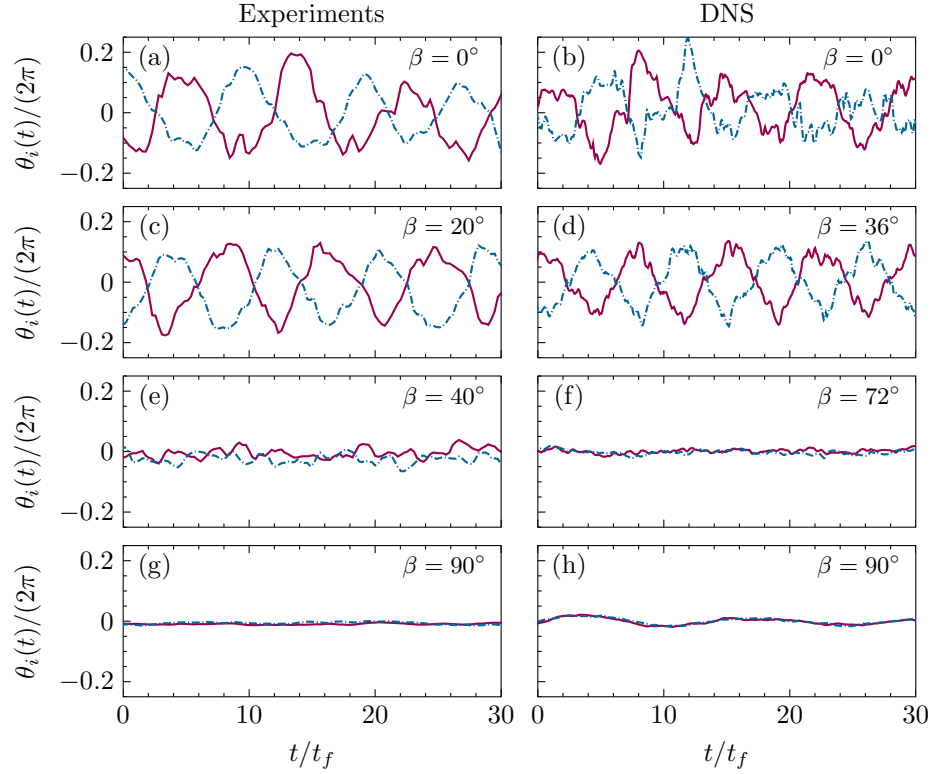 Experiments DNS
θ_i(t)/(2π) 0.2 0 −0.2 (a) β = 0° (b) β = 0°
θ_i(t)/(2π) 0.2 0 −0.2 (c) β = 20° (d) β = 36°
θ_i(t)/(2π) 0.2 0 −0.2 (e) β = 40° (f) β = 72°
θ_i(t)/(2π) 0.2 0 −0.2 (g) β = 90° (h) β = 90°
0 10 20 30 0 10 20 30
t/t_f t/t_f